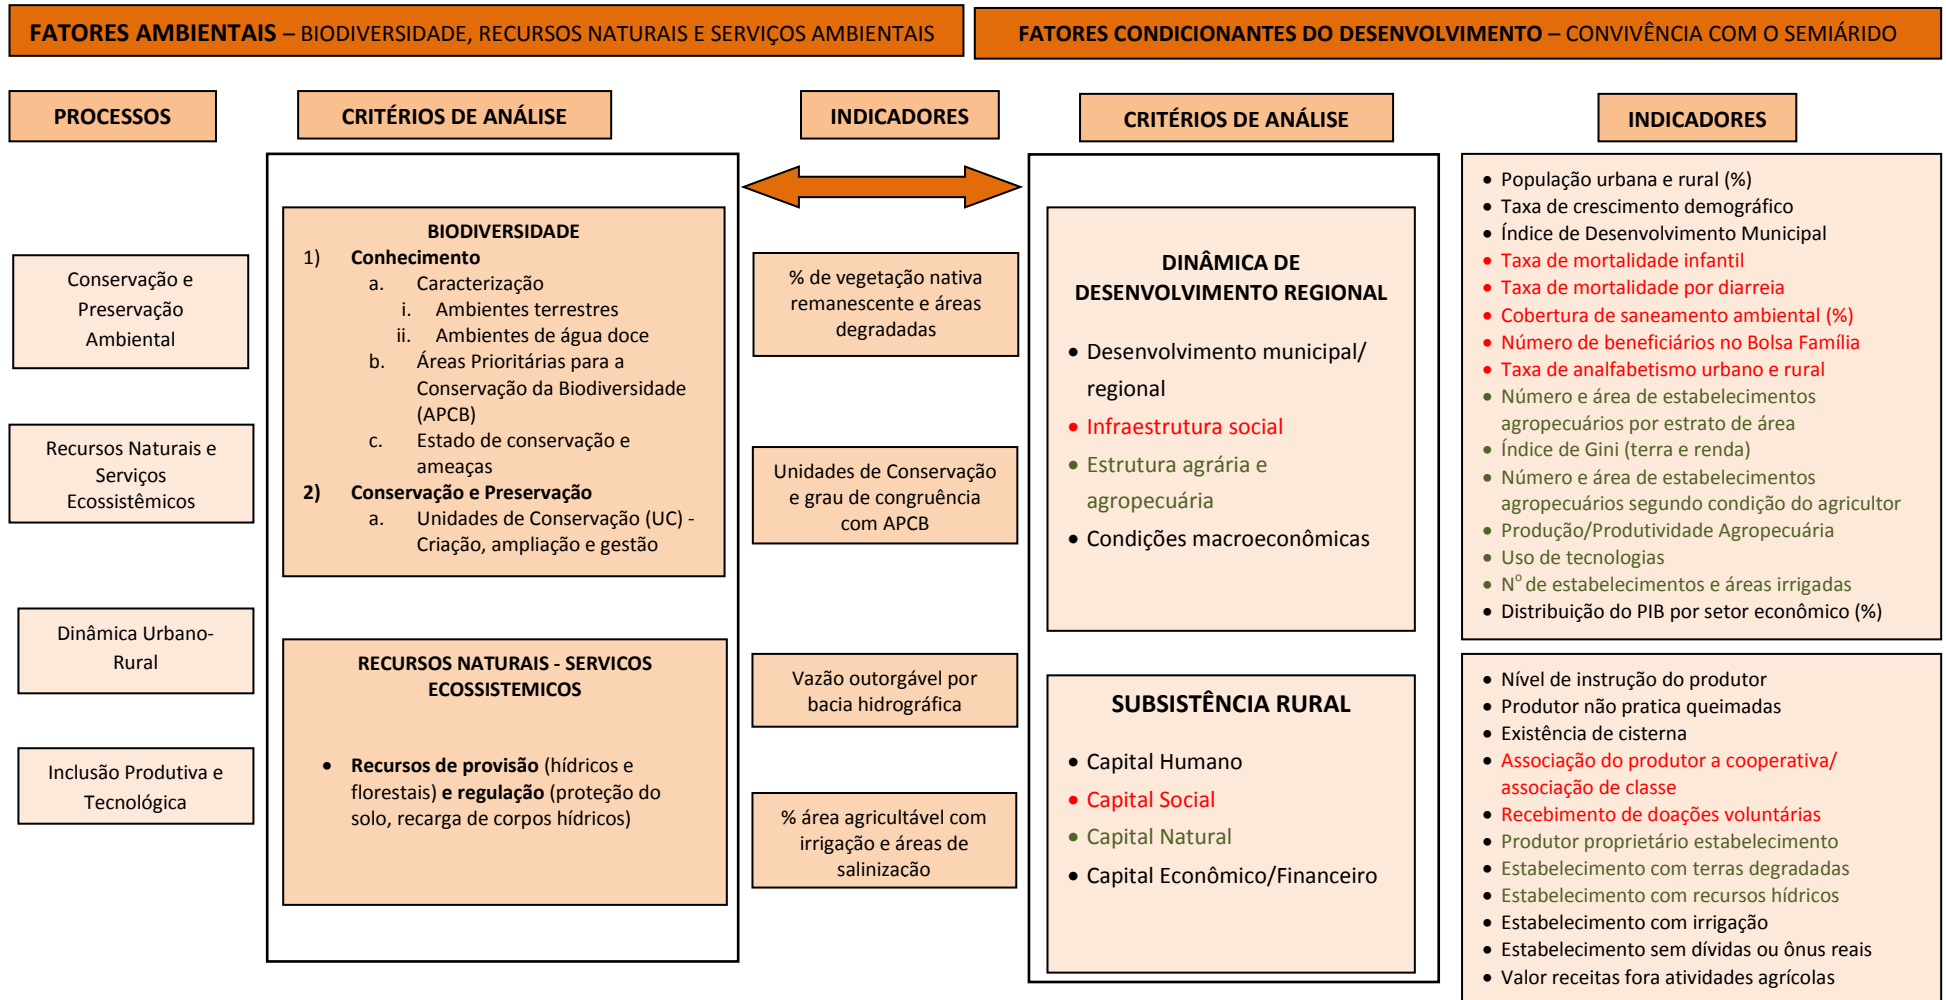 FATORES AMBIENTAIS – BIODIVERSIDADE, RECURSOS NATURAIS E SERVIÇOS AMBIENTAIS
FATORES CONDICIONANTES DO DESENVOLVIMENTO – CONVIVÊNCIA COM O SEMIÁRIDO
PROCESSOS
CRITÉRIOS DE ANÁLISE
INDICADORES
CRITÉRIOS DE ANÁLISE
INDICADORES
Conservação e
Preservação
Ambiental
Recursos Naturais e
Serviços
Ecossistêmicos
Dinâmica Urbano-
Rural
Inclusão Produtiva e
Tecnológica
BIODIVERSIDADE
1) Conhecimento
a. Caracterização
i. Ambientes terrestres
ii. Ambientes de água doce
b. Áreas Prioritárias para a
Conservação da Biodiversidade
(APCB)
c. Estado de conservação e
ameaças
2) Conservação e Preservação
a. Unidades de Conservação (UC) -
Criação, ampliação e gestão
RECURSOS NATURAIS - SERVICOS
ECOSSISTEMICOS
• Recursos de provisão (hídricos e
florestais) e regulação (proteção do
solo, recarga de corpos hídricos)
% de vegetação nativa
remanescente e áreas
degradadas
Unidades de Conservação
e grau de congruência
com APCB
Vazão outorgável por
bacia hidrográfica
% área agricultável com
irrigação e áreas de
salinização
DINÂMICA DE
DESENVOLVIMENTO REGIONAL
• Desenvolvimento municipal/
regional
• Infraestrutura social
• Estrutura agrária e
agropecuária
• Condições macroeconômicas
SUBSISTÊNCIA RURAL
• Capital Humano
• Capital Social
• Capital Natural
• Capital Econômico/Financeiro
• População urbana e rural (%)
• Taxa de crescimento demográfico
• Índice de Desenvolvimento Municipal
• Taxa de mortalidade infantil
• Taxa de mortalidade por diarreia
• Cobertura de saneamento ambiental (%)
• Número de beneficiários no Bolsa Família
• Taxa de analfabetismo urbano e rural
• Número e área de estabelecimentos
agropecuários por estrato de área
• Índice de Gini (terra e renda)
• Número e área de estabelecimentos
agropecuários segundo condição do agricultor
• Produção/Produtividade Agropecuária
• Uso de tecnologias
• Nº de estabelecimentos e áreas irrigadas
• Distribuição do PIB por setor econômico (%)
• Nível de instrução do produtor
• Produtor não pratica queimadas
• Existência de cisterna
• Associação do produtor a cooperativa/
associação de classe
• Recebimento de doações voluntárias
• Produtor proprietário estabelecimento
• Estabelecimento com terras degradadas
• Estabelecimento com recursos hídricos
• Estabelecimento com irrigação
• Estabelecimento sem dívidas ou ônus reais
• Valor receitas fora atividades agrícolas